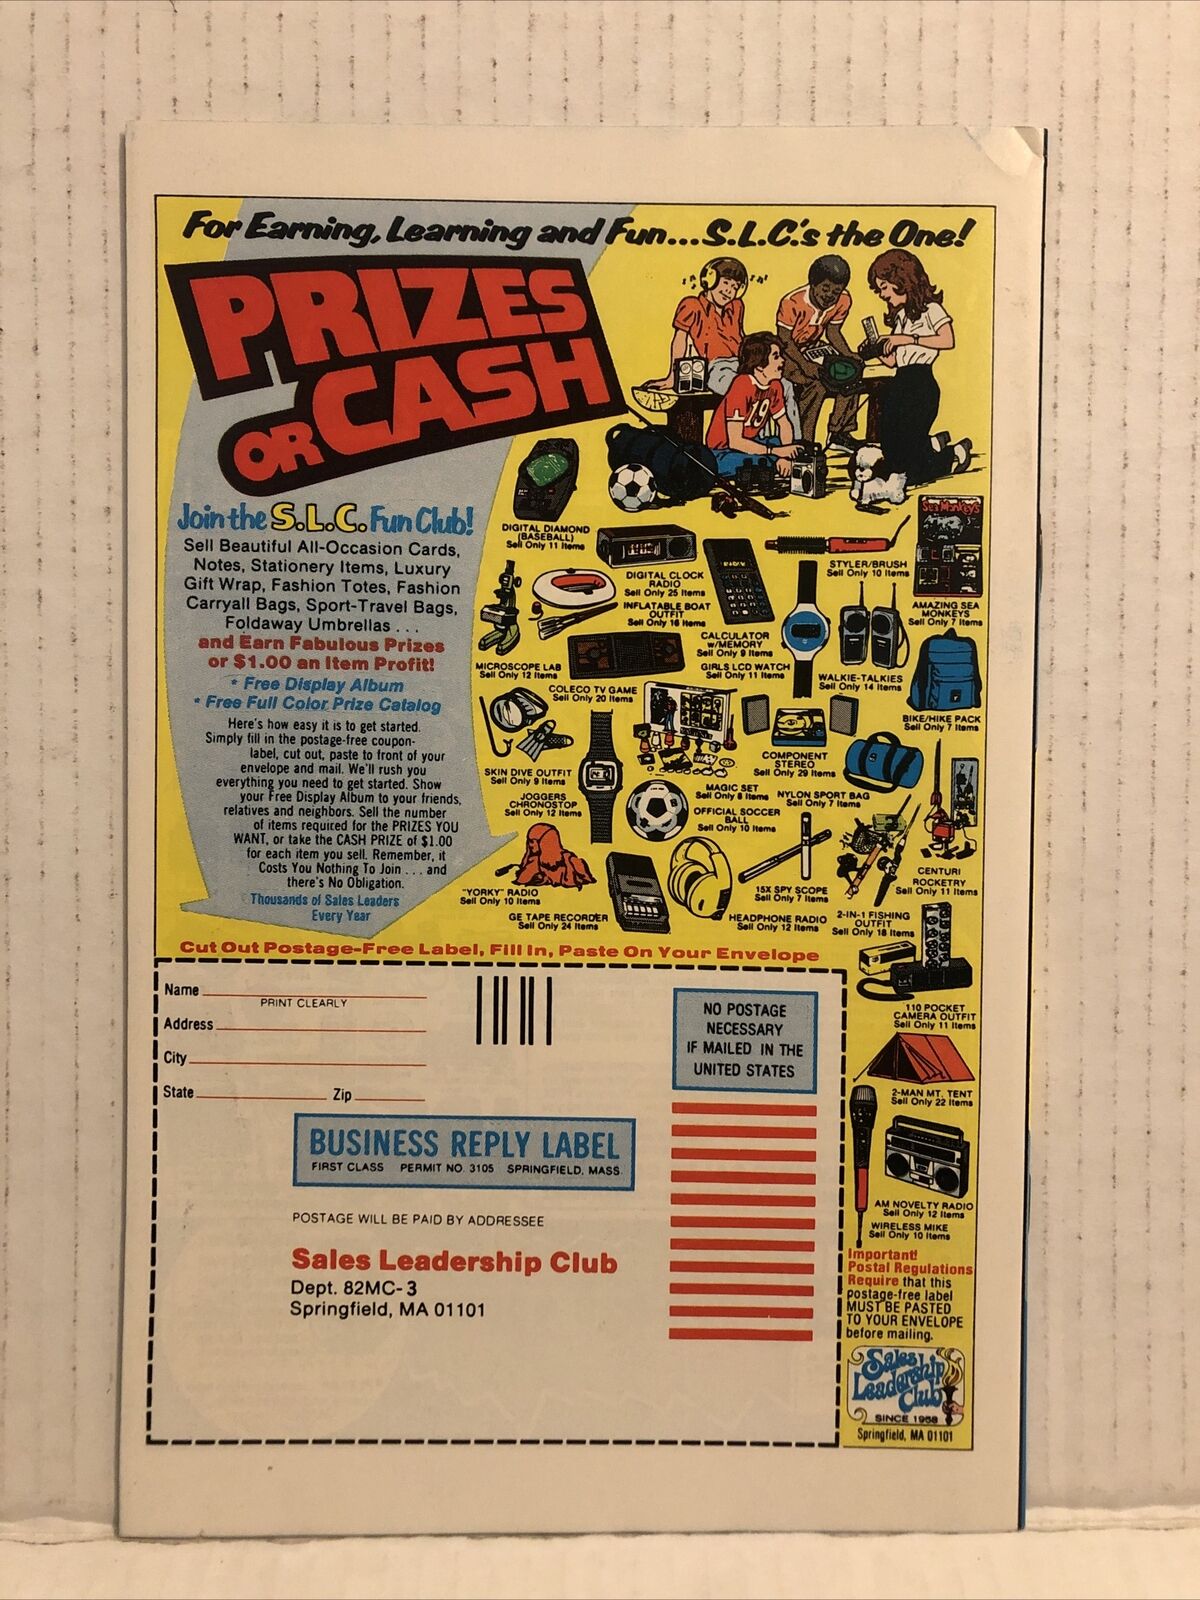 For Earning, Learning and Fun...S.L.C.'s the One!
PRIZES
OR CASH
Join the S.L.C. Fun Club!
Sell Beautiful All-Occasion Cards,
Notes, Stationery Items, Luxury
Gift Wrap, Fashion Totes, Fashion
Carryall Bags, Sport-Travel Bags,
Foldaway Umbrellas . . .
and Earn Fabulous Prizes
or $1.00 an Item Profit!
* Free Display Album
* Free Full Color Prize Catalog
Here's how easy it is to get started.
Simply fill in the postage-free coupon-
label, cut out, paste to front of your
envelope and mail. We'll rush you
everything you need to get started. Show
your Free Display Album to your friends,
relatives and neighbors. Sell the number
of items required for the PRIZES YOU
WANT, or take the CASH PRIZE of $1.00
for each item you sell. Remember, it
Costs You Nothing To Join . . . and
there's No Obligation.
Thousands of Sales Leaders
Every Year
19
DIGITAL DIAMOND
(BASEBALL)
Sell Only 11 Items
DIGITAL CLOCK
RADIO
Sell Only 25 Items
STYLER/BRUSH
Sell Only 10 Items
Sea Monkeys
AMAZING SEA
MONKEYS
Sell Only 7 Items
INFLATABLE BOAT
OUTFIT
Sell Only 16 Items
CALCULATOR
w/MEMORY
Sell Only 9 Items
MICROSCOPE LAB
Sell Only 12 Items
GIRLS LCD WATCH
Sell Only 11 Items
WALKIE-TALKIES
Sell Only 14 Items
COLECO TV GAME
Sell Only 20 Items
BIKE/HIKE PACK
Sell Only 7 Items
SKIN DIVE OUTFIT
Sell Only 9 Items
COMPONENT
STEREO
Sell Only 29 Items
MAGIC SET
Sell Only 8 Items
NYLON SPORT BAG
Sell Only 7 Items
JOGGERS
CHRONOSTOP
Sell Only 12 Items
OFFICIAL SOCCER
BALL
Sell Only 10 Items
CENTURI
ROCKETRY
Sell Only 11 Items
"YORKY" RADIO
Sell Only 10 Items
15X SPY SCOPE
Sell Only 7 Items
GE TAPE RECORDER
Sell Only 24 Items
HEADPHONE RADIO
Sell Only 12 Items
2-IN-1 FISHING
OUTFIT
Sell Only 18 Items
110 POCKET
CAMERA OUTFIT
Sell Only 11 Items
2-MAN MT. TENT
Sell Only 22 Items
AM NOVELTY RADIO
Sell Only 12 Items
WIRELESS MIKE
Sell Only 10 Items
Important!
Postal Regulations
Require that this
postage-free label
MUST BE PASTED
TO YOUR ENVELOPE
before mailing.
Sales
Leadership
Club
SINCE 1958
Springfield, MA 01101
Cut Out Postage-Free Label, Fill In, Paste On Your Envelope
Name
PRINT CLEARLY
Address
City
State Zip
NO POSTAGE
NECESSARY
IF MAILED IN THE
UNITED STATES
BUSINESS REPLY LABEL
FIRST CLASS PERMIT NO. 3105 SPRINGFIELD, MASS.
POSTAGE WILL BE PAID BY ADDRESSEE
Sales Leadership Club
Dept. 82MC-3
Springfield, MA 01101